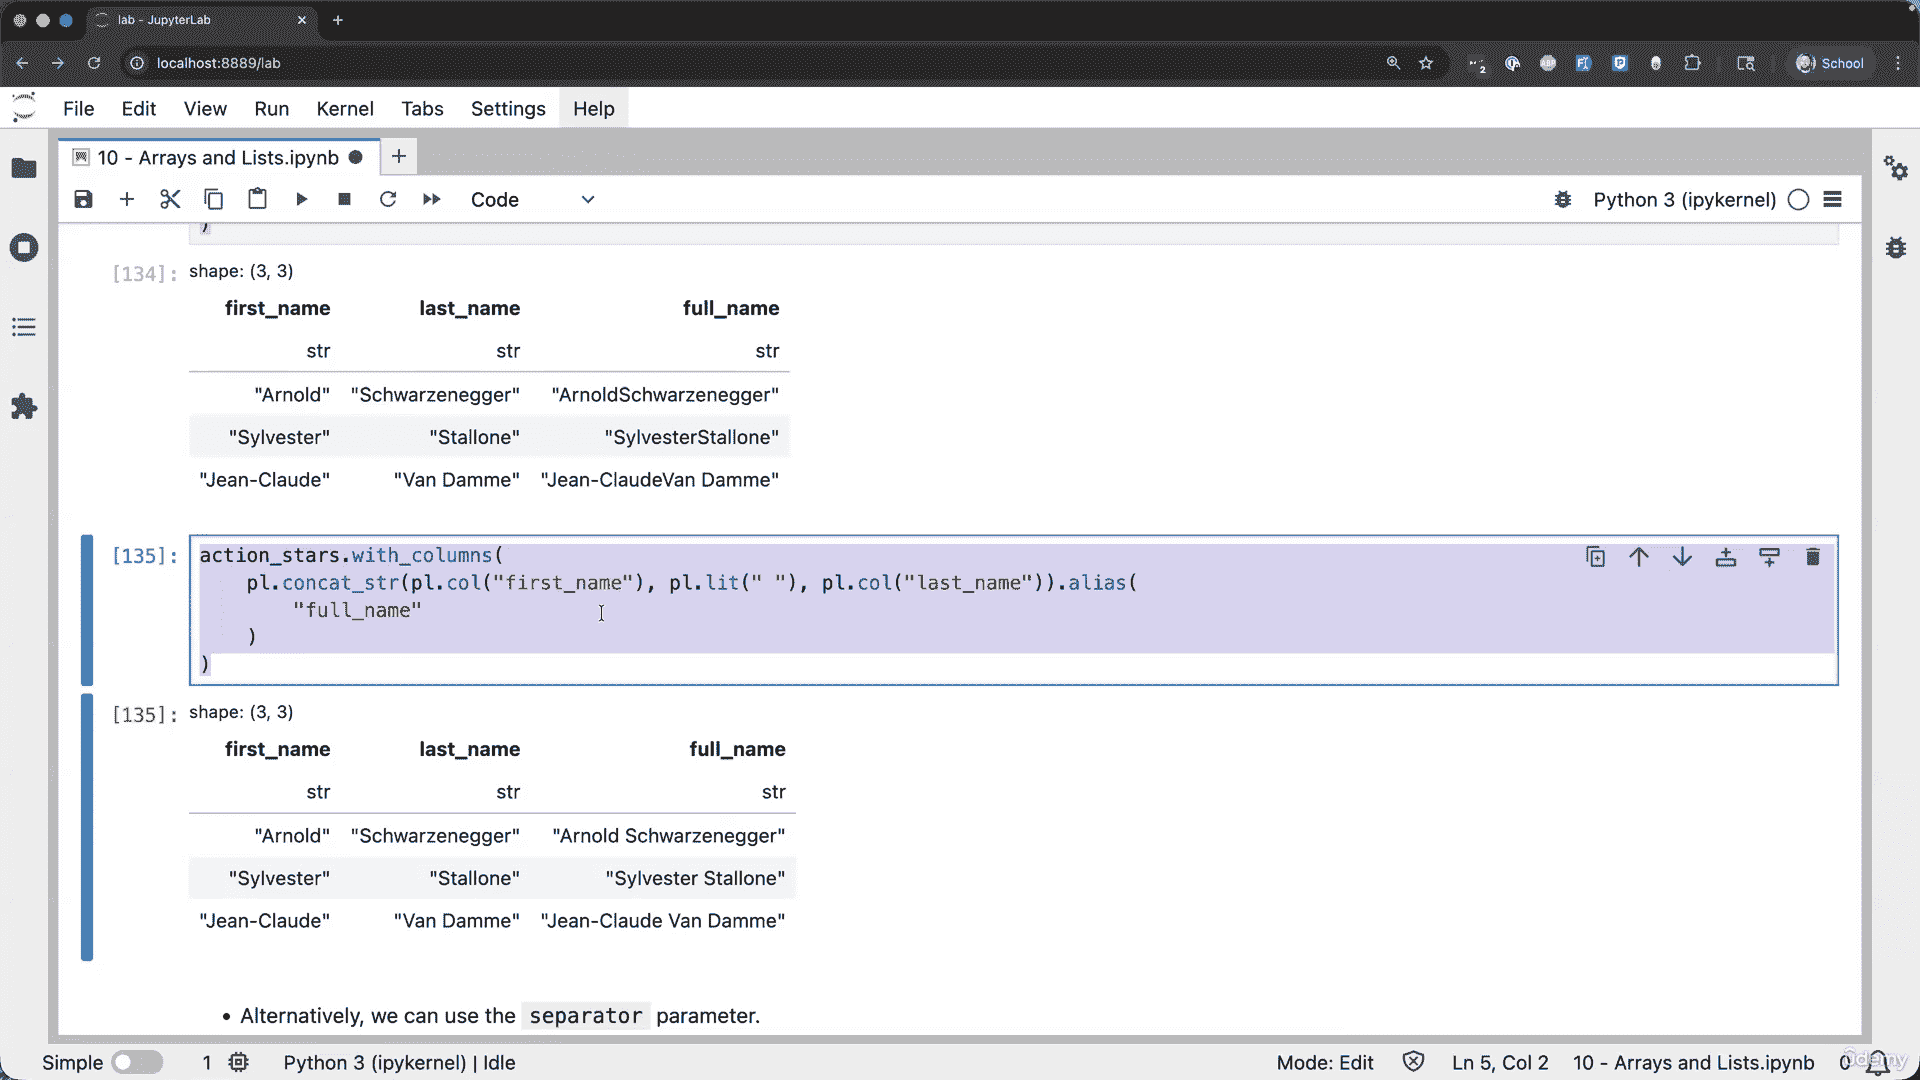 lab - JupyterLab
localhost:8889/lab
2
ABP
School
File Edit View Run Kernel Tabs Settings Help
10 - Arrays and Lists.ipynb
Code
Python 3 (ipykernel)
)
[134]: shape: (3, 3)
first_name last_name full_name
str str str
"Arnold" "Schwarzenegger" "ArnoldSchwarzenegger"
"Sylvester" "Stallone" "SylvesterStallone"
"Jean-Claude" "Van Damme" "Jean-ClaudeVan Damme"
[135]: action_stars.with_columns(
pl.concat_str(pl.col("first_name"), pl.lit(" "), pl.col("last_name")).alias(
"full_name"
)
)
[135]: shape: (3, 3)
first_name last_name full_name
str str str
"Arnold" "Schwarzenegger" "Arnold Schwarzenegger"
"Sylvester" "Stallone" "Sylvester Stallone"
"Jean-Claude" "Van Damme" "Jean-Claude Van Damme"
• Alternatively, we can use the separator parameter.
Simple 1 Python 3 (ipykernel) | Idle Mode: Edit Ln 5, Col 2 10 - Arrays and Lists.ipynb 0
udemy